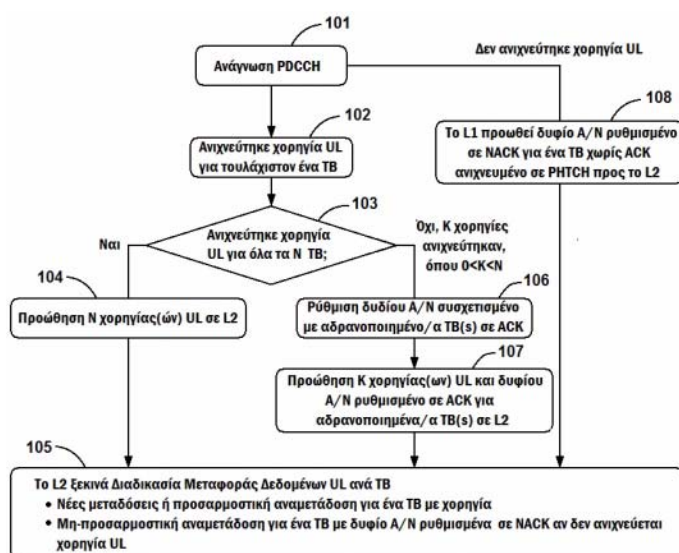 101
Ανάγνωση PDCCH
Δεν ανιχνεύτηκε χορηγία UL
102
Ανιχνεύτηκε χορηγία UL
για τουλάχιστον ένα TB
108
Το L1 προωθεί δυφίο A/N ρυθμισμένο
σε NACK για ένα TB χωρίς ACK
ανιχνευμένο σε PHTCH προς το L2
103
Ανιχνεύτηκε χορηγία
UL για όλα τα N TB;
Ναι
Όχι, K χορηγίες
ανιχνεύτηκαν,
όπου 0<K<N
104
Προώθηση N χορηγίας(ών) UL σε L2
106
Ρύθμιση δυδίου A/N συσχετισμένο
με αδρανοποιημένο/α TB(s) σε ACK
107
Προώθηση K χορηγίας(ων) UL και δυφίου
A/N ρυθμισμένο σε ACK για
αδρανοποιημένα/α TB(s) σε L2
105
Το L2 ξεκινά Διαδικασία Μεταφοράς Δεδομένων UL ανά TB
• Νέες μεταδόσεις ή προσαρμοστική αναμετάδοση για ένα TB με χορηγία
• Μη-προσαρμοστική αναμετάδοση για ένα TB με δυφίο A/N ρυθμισμένα σε NACK αν δεν ανιχνεύεται
χορηγία UL